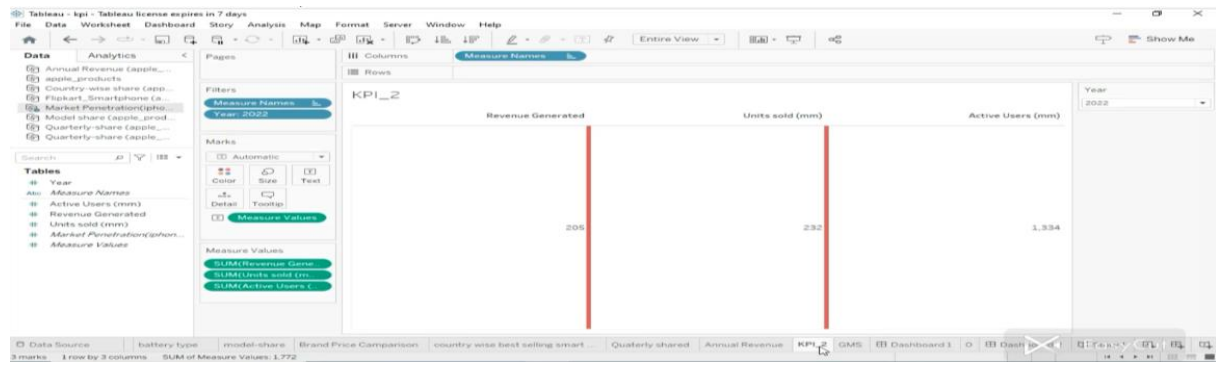 Tableau - kpi - Tableau license expires in 7 days
File Data Worksheet Dashboard Story Analysis Map Format Server Window Help
Entire View
Show Me
Data Analytics
Annual Revenue (apple_...
apple_products
Country-wise share (app...
Flipkart_Smartphone (a...
Market Penetration(ipho...
Model share (apple_prod...
Quarterly-share (apple_...
Quarterly-share (apple_...
Search
Tables
Year
Abc Measure Names
Active Users (mm)
Revenue Generated
Units sold (mm)
Market Penetration(iphon...
Measure Values
Pages
Filters
Measure Names
Year: 2022
Marks
Automatic
Color Size Text
Detail Tooltip
Measure Values
Measure Values
SUM(Revenue Gene..
SUM(Units sold (m..
SUM(Active Users (..
Columns Measure Names
Rows
KPI_2
Revenue Generated Units sold (mm) Active Users (mm)
205 232 1,334
Year
2022
Data Source battery type model-share Brand Price Comparison country wise best selling smart ... Quaterly shared Annual Revenue KPI_2 GMS Dashboard 1
3 marks 1 row by 3 columns SUM of Measure Values: 1,772